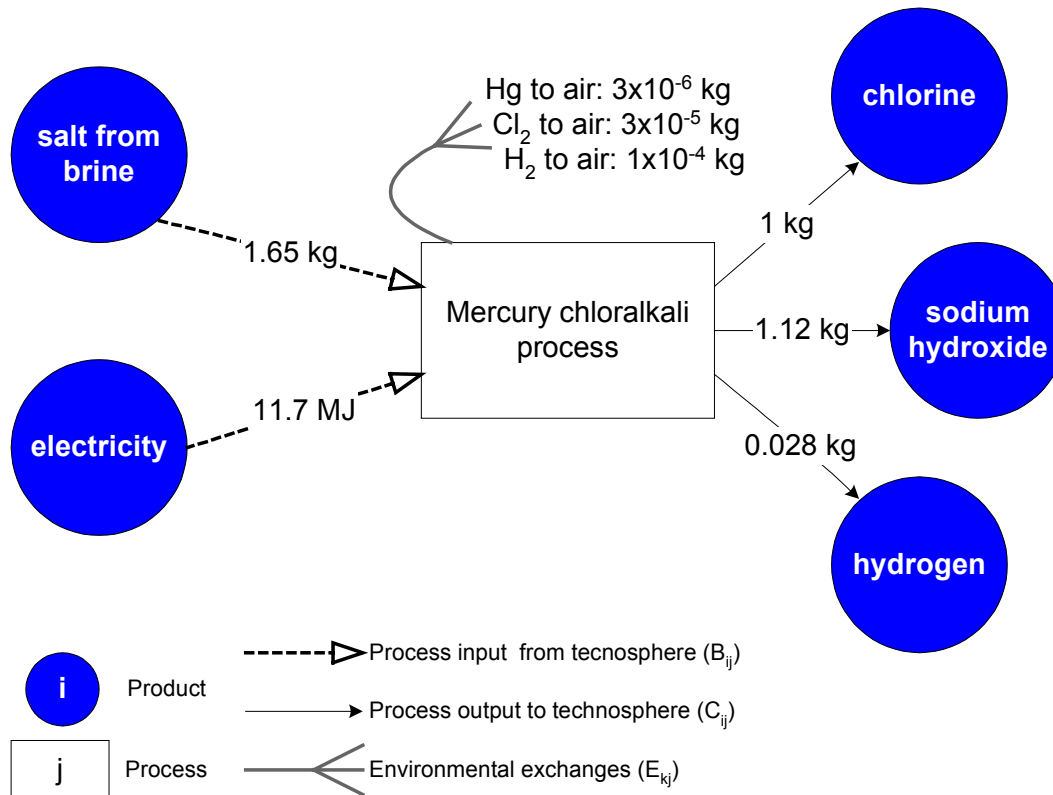 Hg to air: 3x10⁻⁶ kg
Cl₂ to air: 3x10⁻⁵ kg
H₂ to air: 1x10⁻⁴ kg
chlorine
salt from
brine
1.65 kg
1 kg
Mercury chloralkali
process
1.12 kg
sodium
hydroxide
11.7 MJ
electricity
0.028 kg
hydrogen
i
Product
Process input from tecnosphere (Bᵢⱼ)
Process output to technosphere (Cᵢⱼ)
j
Process
Environmental exchanges (Eₖⱼ)